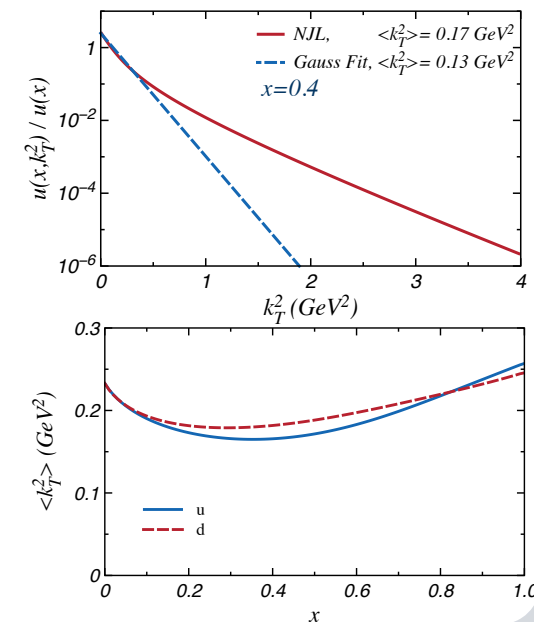 NJL, <k_T^2>= 0.17 GeV^2
Gauss Fit, <k_T^2>= 0.13 GeV^2
x=0.4
u(x,k_T^2) / u(x)
1
10^−2
10^−4
10^−6
0 1 2 3 4
k_T^2 (GeV^2)
<k_T^2> (GeV^2)
0.3
0.2
0.1
0
u
d
0 0.2 0.4 0.6 0.8 1.0
x